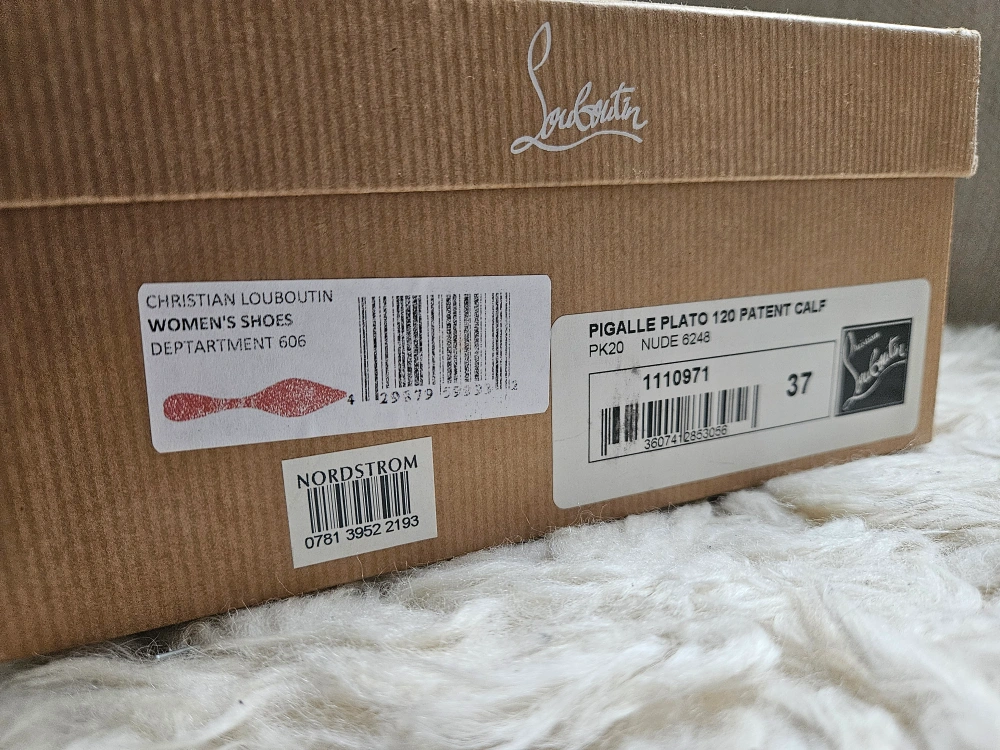 Louboutin
CHRISTIAN LOUBOUTIN
WOMEN'S SHOES
DEPTARTMENT 606
NORDSTROM
0781 3952 2193
PIGALLE PLATO 120 PATENT CALF
PK20 NUDE 6248
1110971
37
3607412853056
Louboutin